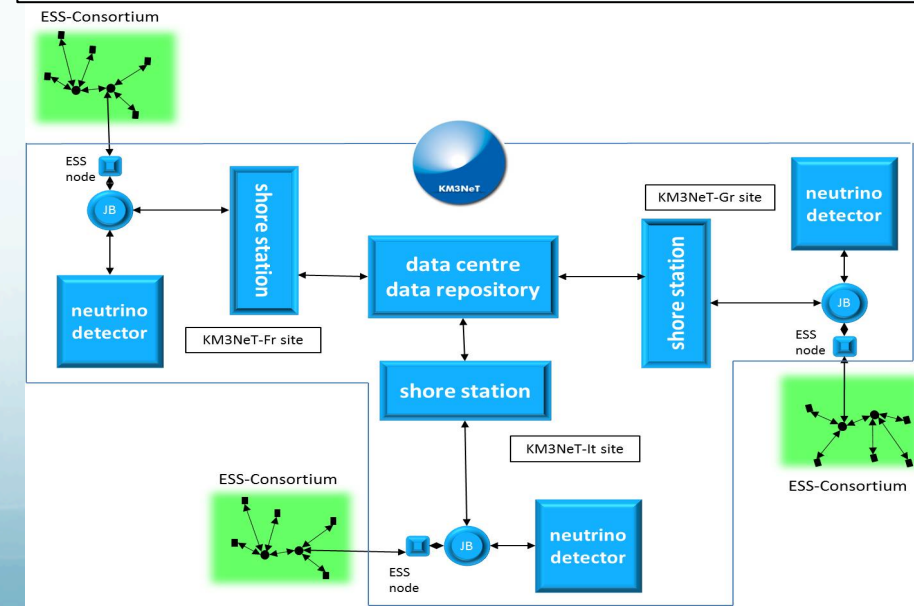 ESS-Consortium
KM3NeT
ESS
node
JB
shore station
KM3NeT-Gr site
neutrino
detector
data centre
data repository
shore station
JB
neutrino
detector
KM3NeT-Fr site
ESS
node
shore station
KM3NeT-It site
ESS-Consortium
ESS-Consortium
JB
neutrino
detector
ESS
node